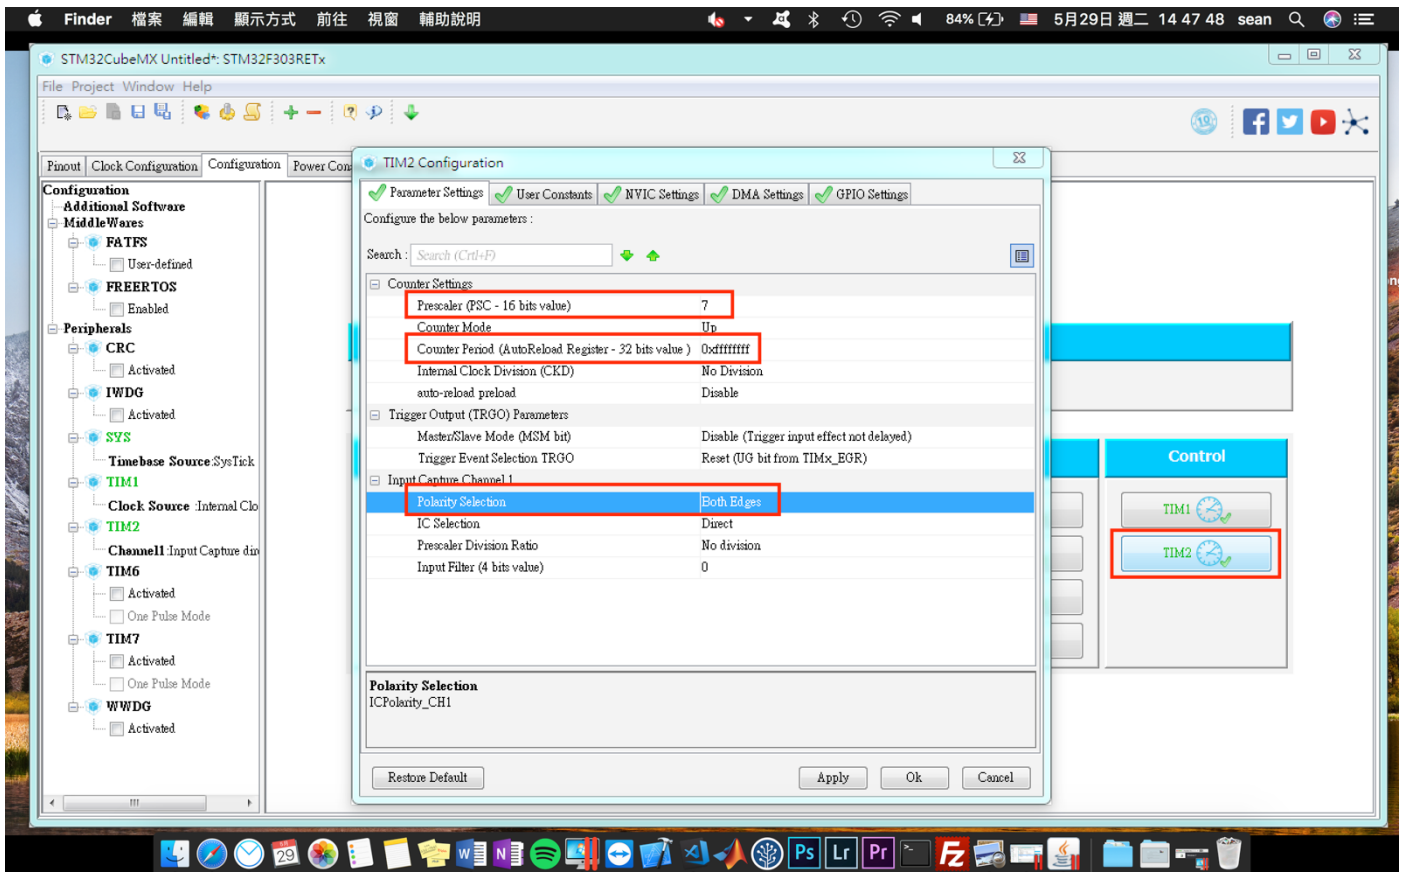 Finder 檔案 編輯 顯示方式 前往 視窗 輔助說明 84% 5月29日 週二 14 47 48 sean
STM32CubeMX Untitled*: STM32F303RETx
File Project Window Help
10
Pinout Clock Configuration Configuration Power Con
TIM2 Configuration
Parameter Settings User Constants NVIC Settings DMA Settings GPIO Settings
Configure the below parameters :
Search : Search (Crtl+F)
Counter Settings
Prescaler (PSC - 16 bits value) 7
Counter Mode Up
Counter Period (AutoReload Register - 32 bits value ) 0xffffffff
Internal Clock Division (CKD) No Division
auto-reload preload Disable
Trigger Output (TRGO) Parameters
Master/Slave Mode (MSM bit) Disable (Trigger input effect not delayed)
Trigger Event Selection TRGO Reset (UG bit from TIMx_EGR)
Input Capture Channel 1
Polarity Selection Both Edges
IC Selection Direct
Prescaler Division Ratio No division
Input Filter (4 bits value) 0
Polarity Selection
ICPolarity_CH1
Restore Default Apply Ok Cancel
Configuration
Additional Software
MiddleWares
FATFS
User-defined
FREERTOS
Enabled
Peripherals
CRC
Activated
IWDG
Activated
SYS
Timebase Source:SysTick
TIM1
Clock Source :Internal Clo
TIM2
Channel1:Input Capture dir
TIM6
Activated
One Pulse Mode
TIM7
Activated
One Pulse Mode
WWDG
Activated
Control
TIM1
TIM2
29 W N Ps Lr Pr